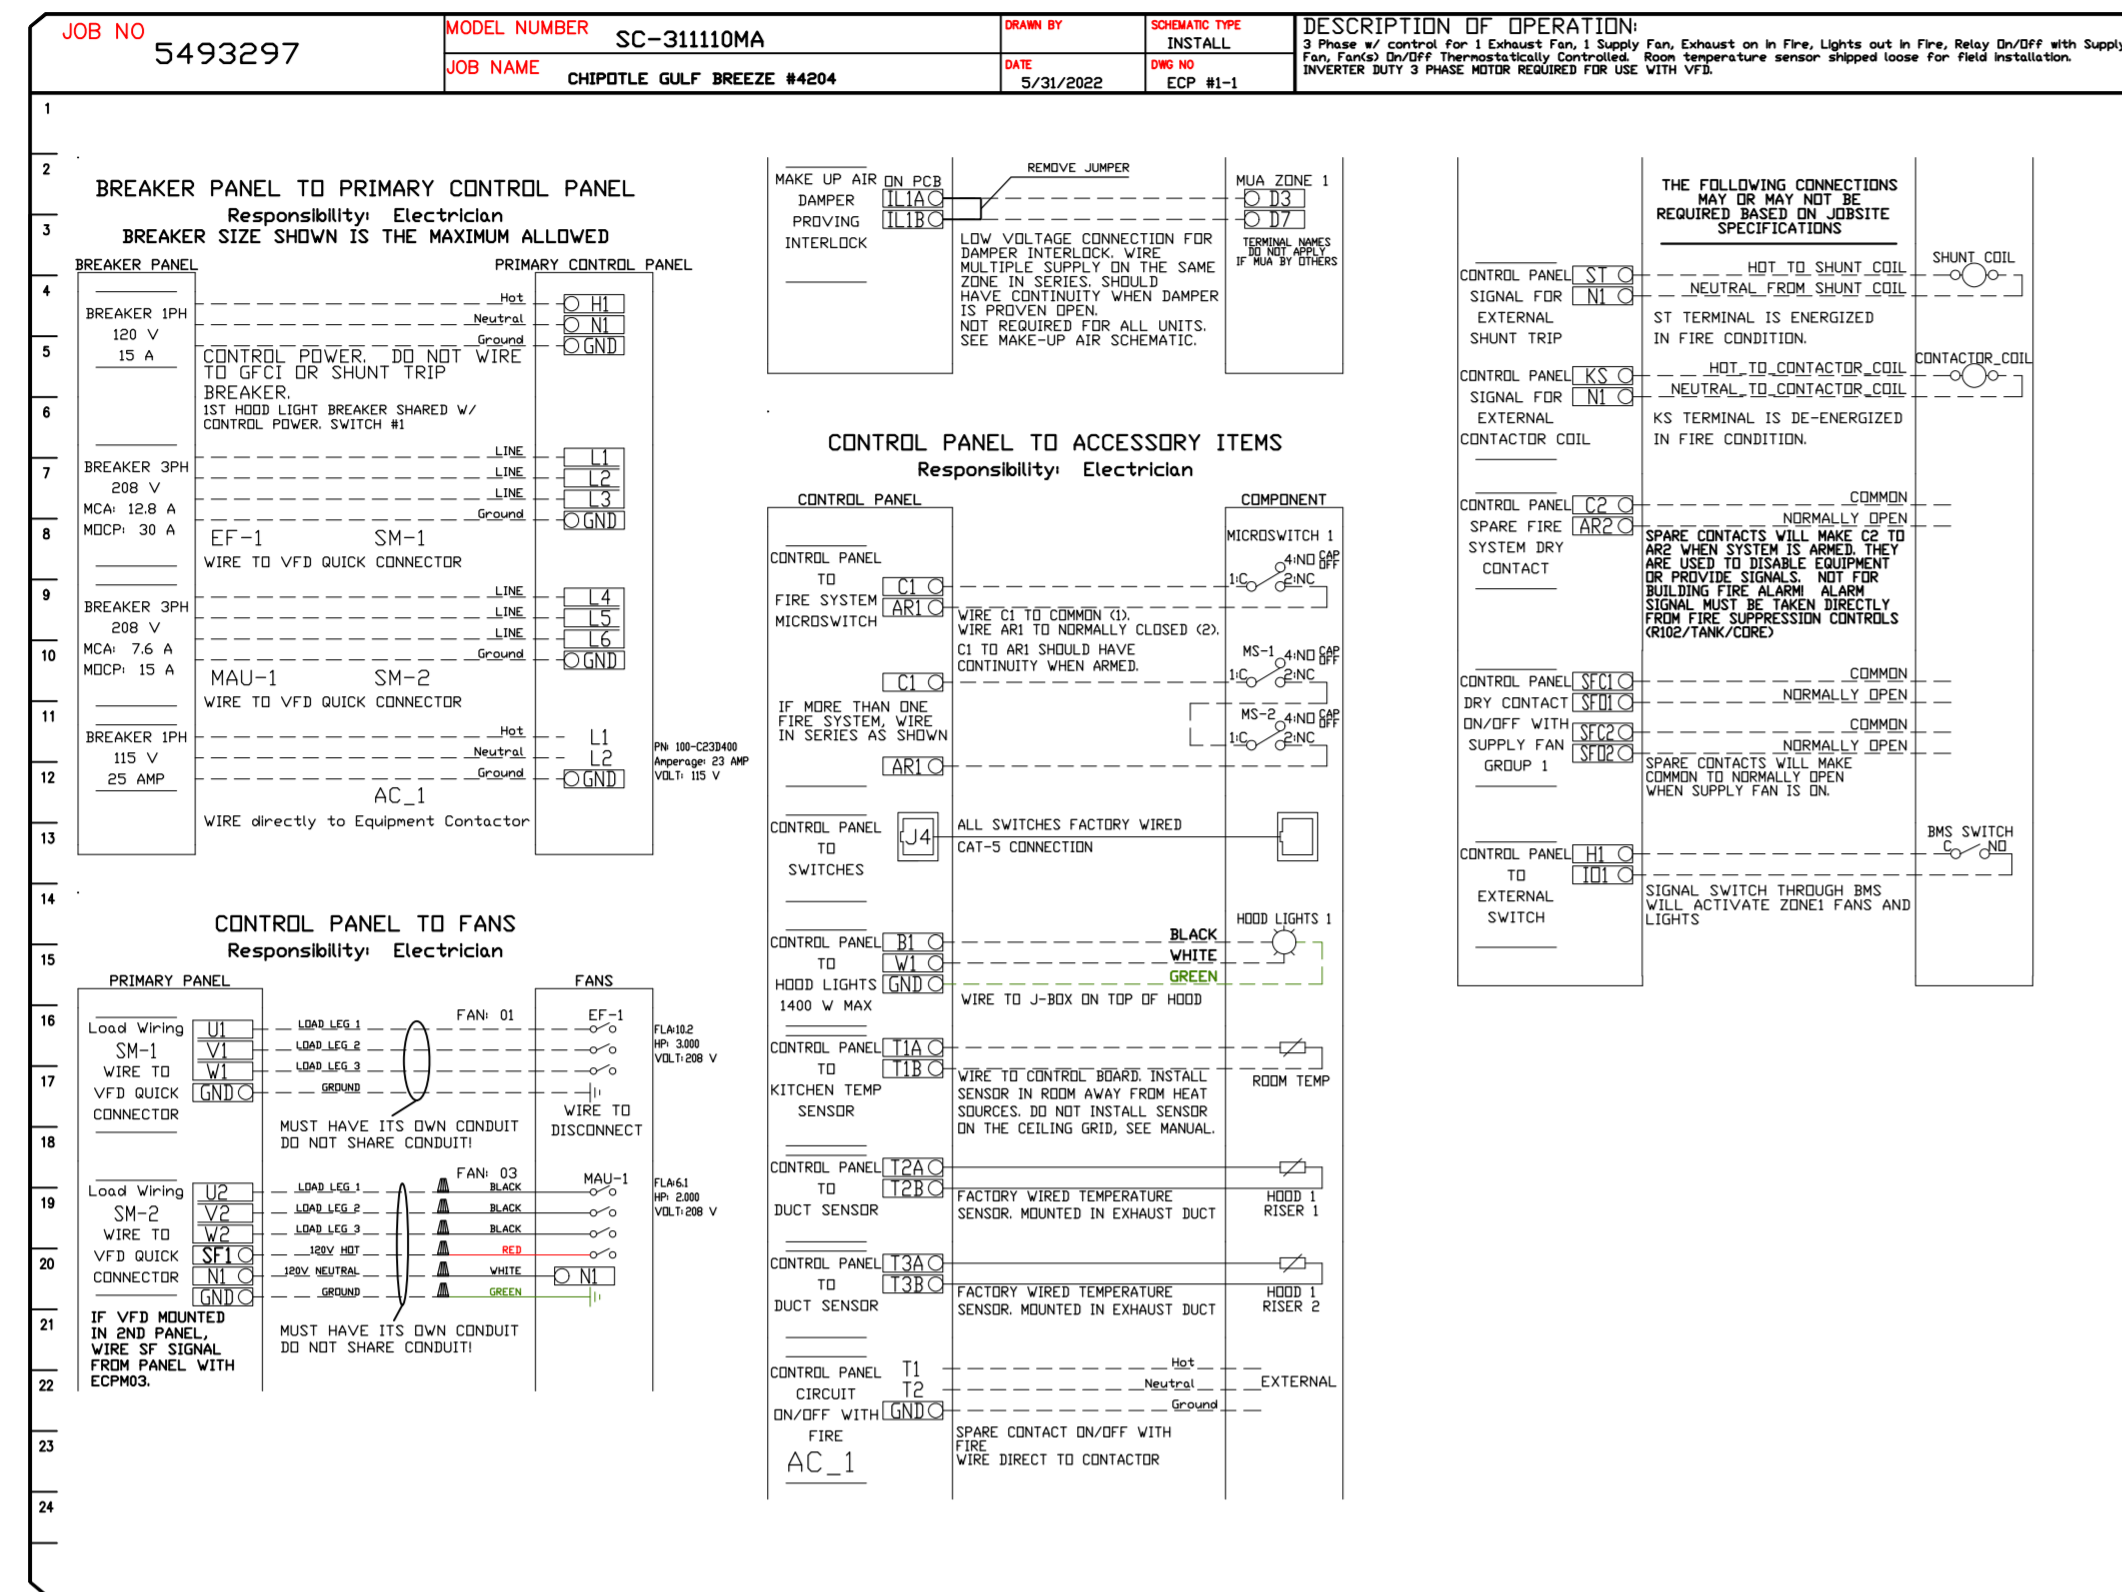 JOB NO
5493297
MODEL NUMBER
SC-311110MA
JOB NAME
CHIPOTLE GULF BREEZE #4204
DRAWN BY
DATE
5/31/2022
SCHEMATIC TYPE
INSTALL
DWG NO
ECP #1-1
DESCRIPTION OF OPERATION:
3 Phase w/ control for 1 Exhaust Fan, 1 Supply Fan, Exhaust on in Fire, Lights out in Fire, Relay On/Off with Supply
Fan, Fan(s) On/Off Thermostatically Controlled. Room temperature sensor shipped loose for field installation.
INVERTER DUTY 3 PHASE MOTOR REQUIRED FOR USE WITH VFD.
1
2
3
4
5
6
7
8
9
10
11
12
13
14
15
16
17
18
19
20
21
22
23
24
BREAKER PANEL TO PRIMARY CONTROL PANEL
Responsibility: Electrician
BREAKER SIZE SHOWN IS THE MAXIMUM ALLOWED
BREAKER PANEL
PRIMARY CONTROL PANEL
BREAKER 1PH
120 V
15 A
Hot
H1
Neutral
N1
Ground
GND
CONTROL POWER. DO NOT WIRE
TO GFCI OR SHUNT TRIP
BREAKER.
1ST HOOD LIGHT BREAKER SHARED W/
CONTROL POWER. SWITCH #1
BREAKER 3PH
208 V
MCA: 12.8 A
MOCP: 30 A
LINE
L1
LINE
L2
LINE
L3
Ground
GND
EF-1
SM-1
WIRE TO VFD QUICK CONNECTOR
BREAKER 3PH
208 V
MCA: 7.6 A
MOCP: 15 A
LINE
L4
LINE
L5
LINE
L6
Ground
GND
MAU-1
SM-2
WIRE TO VFD QUICK CONNECTOR
BREAKER 1PH
115 V
25 AMP
Hot
L1
Neutral
L2
Ground
GND
PN: 100-C23D400
Amperage: 23 AMP
VOLT: 115 V
AC_1
WIRE directly to Equipment Contactor
CONTROL PANEL TO FANS
Responsibility: Electrician
PRIMARY PANEL
FANS
Load Wiring
SM-1
WIRE TO
VFD QUICK
CONNECTOR
U1
V1
W1
GND
LOAD LEG 1
LOAD LEG 2
LOAD LEG 3
GROUND
FAN: 01
EF-1
FLA:10.2
HP: 3.000
VOLT: 208 V
MUST HAVE ITS OWN CONDUIT
DO NOT SHARE CONDUIT!
WIRE TO
DISCONNECT
Load Wiring
SM-2
WIRE TO
VFD QUICK
CONNECTOR
U2
V2
W2
SF1
N1
GND
LOAD LEG 1
LOAD LEG 2
LOAD LEG 3
120V HOT
120V NEUTRAL
GROUND
FAN: 03
BLACK
BLACK
BLACK
RED
WHITE
GREEN
MAU-1
N1
FLA:6.1
HP: 2.000
VOLT: 208 V
IF VFD MOUNTED
IN 2ND PANEL,
WIRE SF SIGNAL
FROM PANEL WITH
ECPM03.
MUST HAVE ITS OWN CONDUIT
DO NOT SHARE CONDUIT!
MAKE UP AIR
DAMPER
PROVING
INTERLOCK
ON PCB
IL1A
IL1B
REMOVE JUMPER
MUA ZONE 1
D3
D7
TERMINAL NAMES
DO NOT APPLY
IF MUA BY OTHERS
LOW VOLTAGE CONNECTION FOR
DAMPER INTERLOCK. WIRE
MULTIPLE SUPPLY ON THE SAME
ZONE IN SERIES. SHOULD
HAVE CONTINUITY WHEN DAMPER
IS PROVEN OPEN.
NOT REQUIRED FOR ALL UNITS.
SEE MAKE-UP AIR SCHEMATIC.
CONTROL PANEL TO ACCESSORY ITEMS
Responsibility: Electrician
CONTROL PANEL
COMPONENT
CONTROL PANEL
TO
FIRE SYSTEM
MICROSWITCH
C1
AR1
MICROSWITCH 1
4:NO
CAP
OFF
1:C
2:NC
WIRE C1 TO COMMON (1).
WIRE AR1 TO NORMALLY CLOSED (2).
C1 TO AR1 SHOULD HAVE
CONTINUITY WHEN ARMED.
C1
MS-1
4:NO
CAP
OFF
1:C
2:NC
IF MORE THAN ONE
FIRE SYSTEM, WIRE
IN SERIES AS SHOWN
MS-2
4:NO
CAP
OFF
1:C
2:NC
AR1
CONTROL PANEL
TO
SWITCHES
J4
ALL SWITCHES FACTORY WIRED
CAT-5 CONNECTION
CONTROL PANEL
TO
HOOD LIGHTS
1400 W MAX
B1
W1
GND
BLACK
WHITE
GREEN
HOOD LIGHTS 1
WIRE TO J-BOX ON TOP OF HOOD
CONTROL PANEL
TO
KITCHEN TEMP
SENSOR
T1A
T1B
ROOM TEMP
WIRE TO CONTROL BOARD. INSTALL
SENSOR IN ROOM AWAY FROM HEAT
SOURCES. DO NOT INSTALL SENSOR
ON THE CEILING GRID, SEE MANUAL.
CONTROL PANEL
TO
DUCT SENSOR
T2A
T2B
FACTORY WIRED TEMPERATURE
SENSOR. MOUNTED IN EXHAUST DUCT
HOOD 1
RISER 1
CONTROL PANEL
TO
DUCT SENSOR
T3A
T3B
FACTORY WIRED TEMPERATURE
SENSOR. MOUNTED IN EXHAUST DUCT
HOOD 1
RISER 2
CONTROL PANEL
CIRCUIT
ON/OFF WITH
FIRE
AC_1
T1
T2
GND
Hot
Neutral
Ground
EXTERNAL
SPARE CONTACT ON/OFF WITH
FIRE
WIRE DIRECT TO CONTACTOR
THE FOLLOWING CONNECTIONS
MAY OR MAY NOT BE
REQUIRED BASED ON JOBSITE
SPECIFICATIONS
CONTROL PANEL
SIGNAL FOR
EXTERNAL
SHUNT TRIP
ST
N1
HOT TO SHUNT COIL
NEUTRAL FROM SHUNT COIL
SHUNT COIL
ST TERMINAL IS ENERGIZED
IN FIRE CONDITION.
CONTROL PANEL
SIGNAL FOR
EXTERNAL
CONTACTOR COIL
KS
N1
HOT TO CONTACTOR COIL
NEUTRAL TO CONTACTOR COIL
CONTACTOR COIL
KS TERMINAL IS DE-ENERGIZED
IN FIRE CONDITION.
CONTROL PANEL
SPARE FIRE
SYSTEM DRY
CONTACT
C2
AR2
COMMON
NORMALLY OPEN
SPARE CONTACTS WILL MAKE C2 TO
AR2 WHEN SYSTEM IS ARMED. THEY
ARE USED TO DISABLE EQUIPMENT
OR PROVIDE SIGNALS. NOT FOR
BUILDING FIRE ALARM! ALARM
SIGNAL MUST BE TAKEN DIRECTLY
FROM FIRE SUPPRESSION CONTROLS
(R102/TANK/CORE)
CONTROL PANEL
DRY CONTACT
ON/OFF WITH
SUPPLY FAN
GROUP 1
SFC1
SFO1
SFC2
SFO2
COMMON
NORMALLY OPEN
COMMON
NORMALLY OPEN
SPARE CONTACTS WILL MAKE
COMMON TO NORMALLY OPEN
WHEN SUPPLY FAN IS ON.
CONTROL PANEL
TO
EXTERNAL
SWITCH
H1
IO1
BMS SWITCH
C
NO
SIGNAL SWITCH THROUGH BMS
WILL ACTIVATE ZONE1 FANS AND
LIGHTS